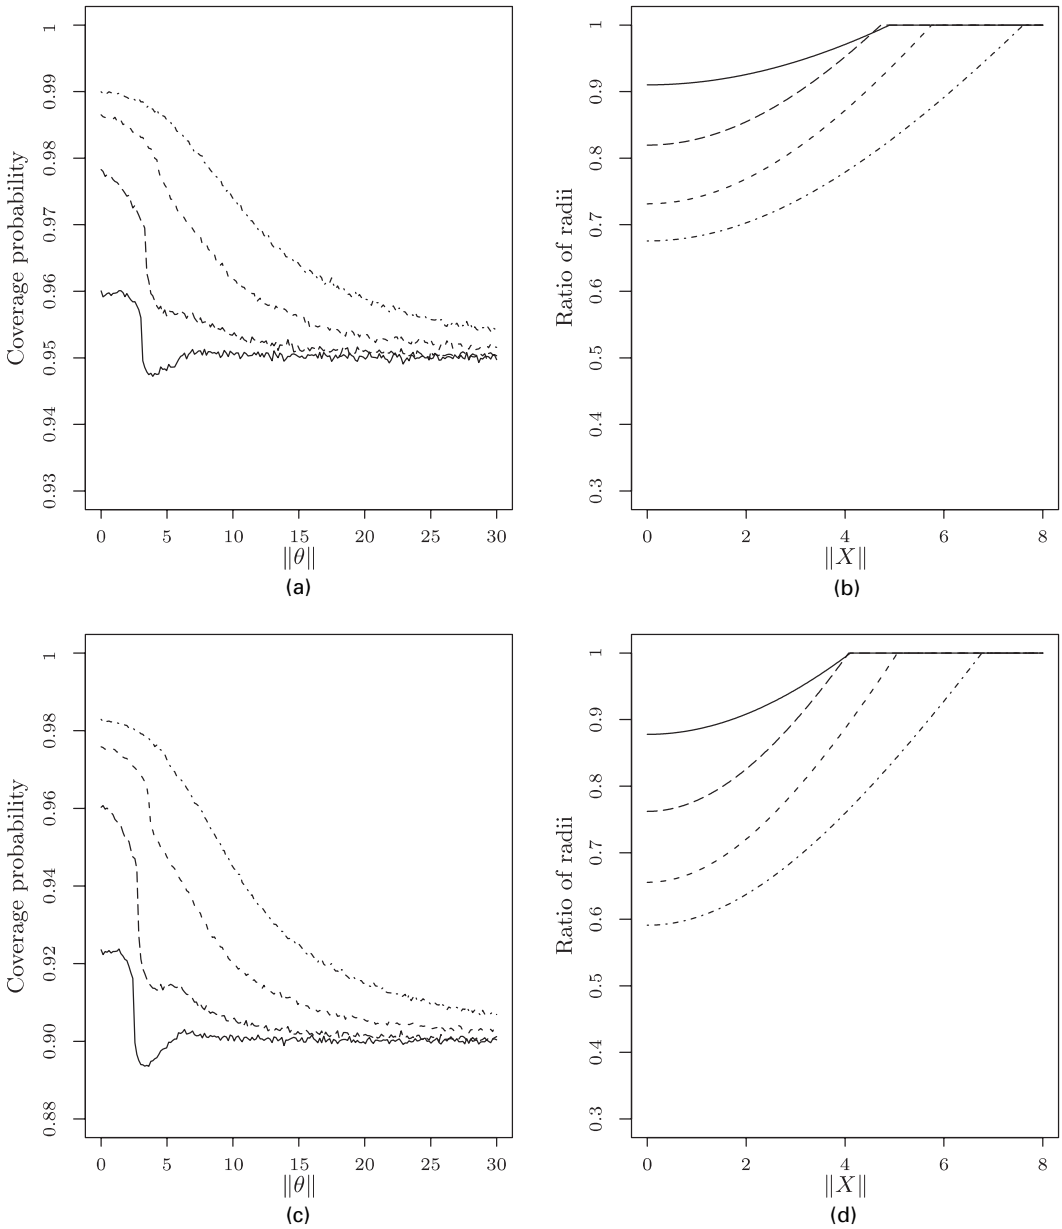 Coverage probability
1
0.99
0.98
0.97
0.96
0.95
0.94
0.93
0 5 10 15 20 25 30
||θ||
(a)
Ratio of radii
1
0.9
0.8
0.7
0.6
0.5
0.4
0.3
0 2 4 6 8
||X||
(b)
Coverage probability
1
0.98
0.96
0.94
0.92
0.90
0.88
0 5 10 15 20 25 30
||θ||
(c)
Ratio of radii
1
0.9
0.8
0.7
0.6
0.5
0.4
0.3
0 2 4 6 8
||X||
(d)